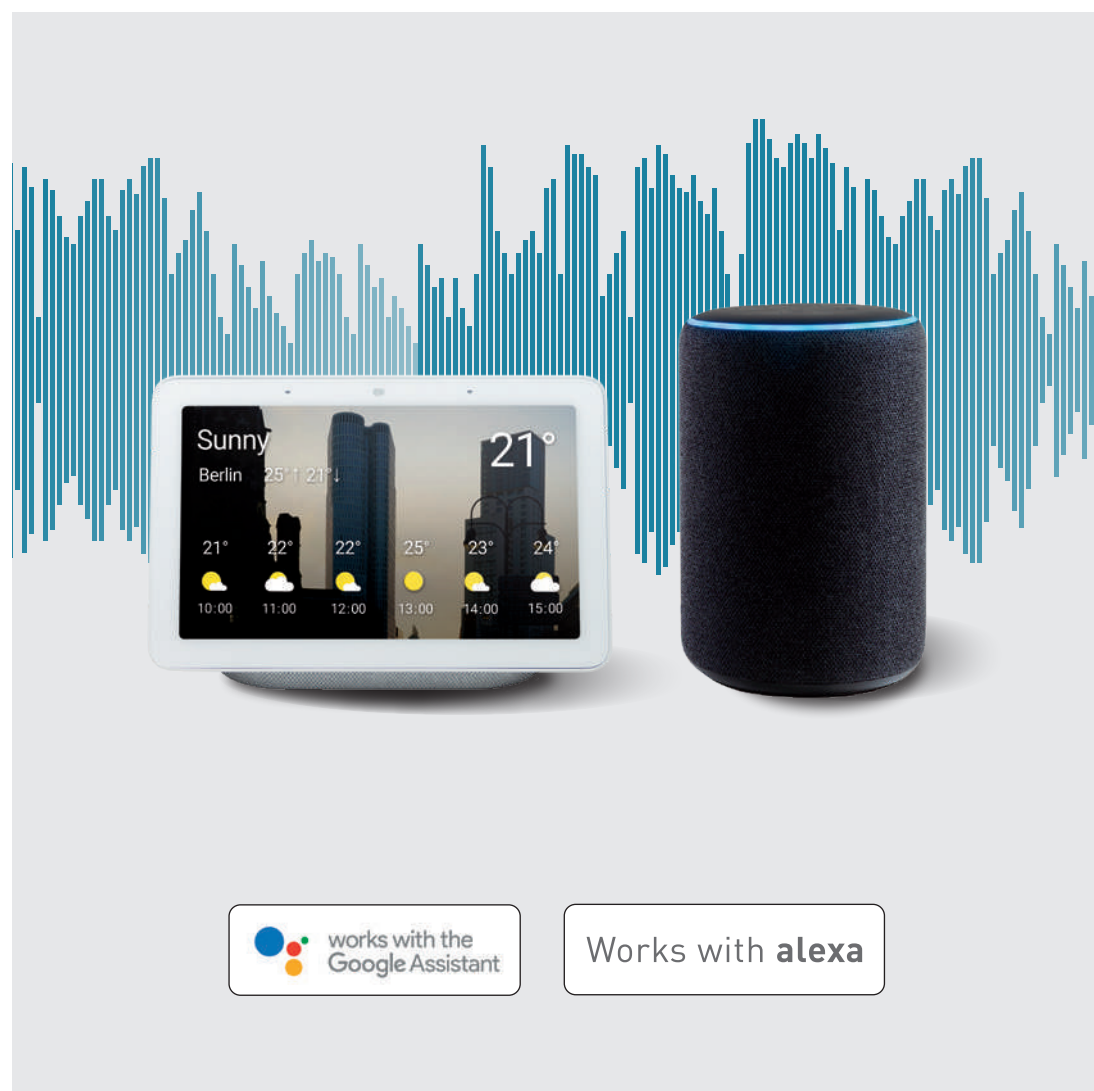 Sunny
21°
Berlin 25°↑ 21°↓
21° 22° 22° 25° 23° 24°
10:00 11:00 12:00 13:00 14:00 15:00
works with the
Google Assistant
Works with alexa